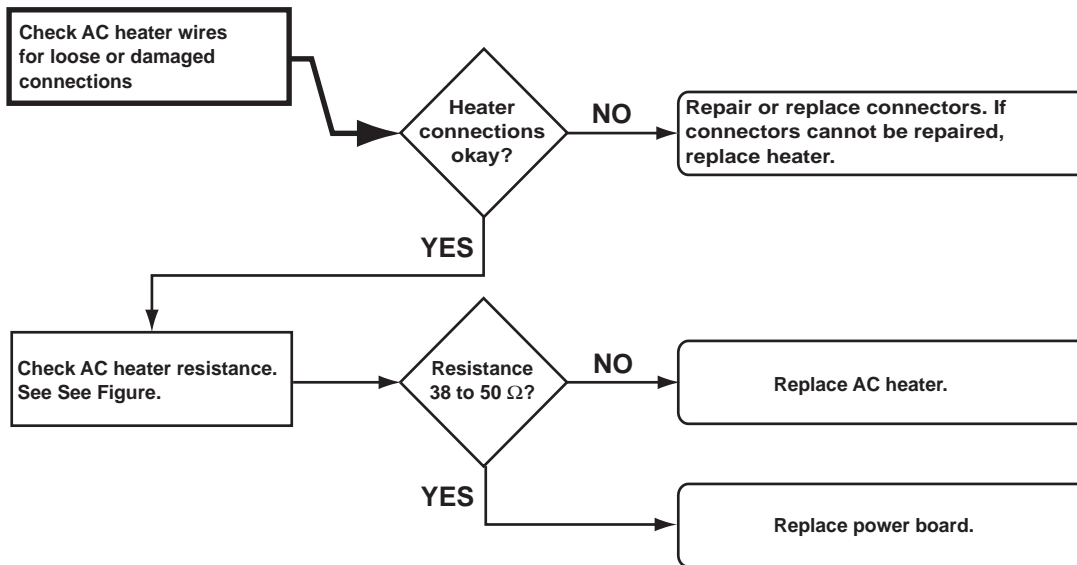 Check AC heater wires
for loose or damaged
connections
Heater
connections
okay?
NO
Repair or replace connectors. If
connectors cannot be repaired,
replace heater.
YES
Check AC heater resistance.
See See Figure.
Resistance
38 to 50 Ω?
NO
Replace AC heater.
YES
Replace power board.